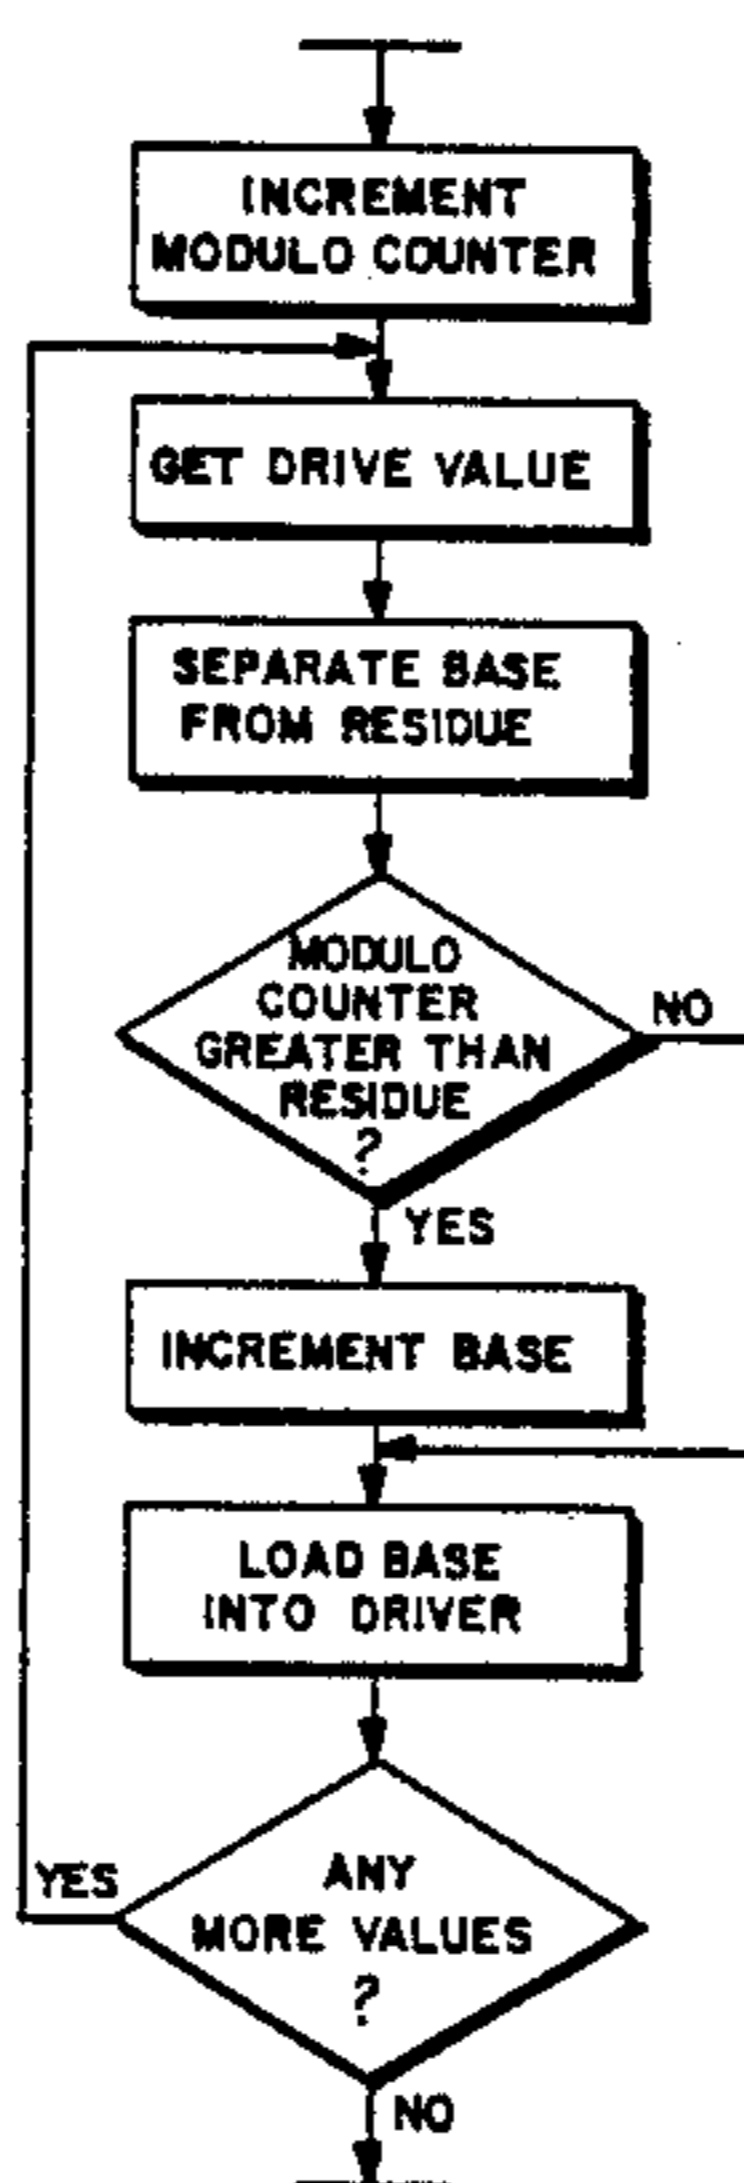 INCREMENT
MODULO COUNTER
GET DRIVE VALUE
SEPARATE BASE
FROM RESIDUE
MODULO
COUNTER
GREATER THAN
RESIDUE
?
NO
YES
INCREMENT BASE
LOAD BASE
INTO DRIVER
ANY
MORE VALUES
?
YES
NO